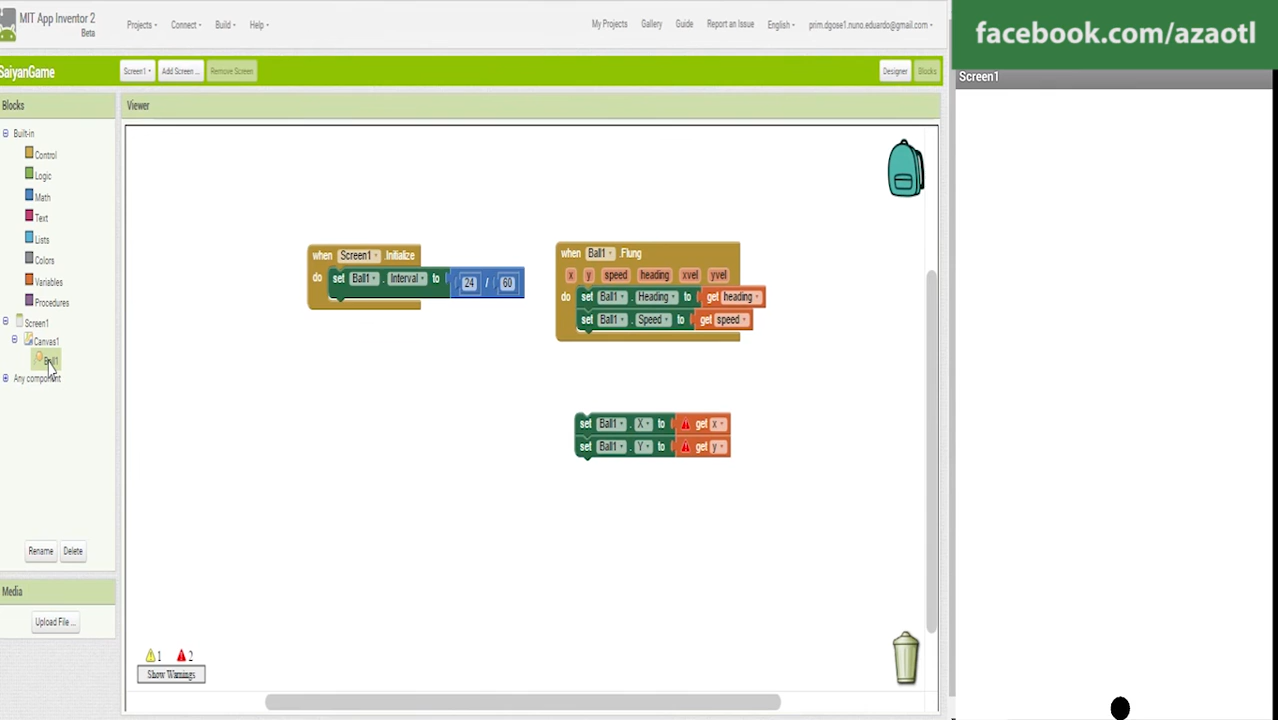 MIT App Inventor 2
Beta
Projects Connect Build Help
My Projects Gallery Guide Report an Issue English prim.dgose1.nuno.eduardo@gmail.com
facebook.com/azaotl
SaiyanGame
Screen1 Add Screen ... Remove Screen
Designer Blocks
Screen1
Blocks
Viewer
Built-in
Control
Logic
Math
Text
Lists
Colors
Variables
Procedures
Screen1
Canvas1
Ball1
Any component
Rename Delete
Media
Upload File ...
when Screen1 .Initialize
do set Ball1 . Interval to 24 / 60
when Ball1 .Flung
x y speed heading xvel yvel
do set Ball1 . Heading to get heading
set Ball1 . Speed to get speed
set Ball1 . X to get x
set Ball1 . Y to get y
1 2
Show Warnings